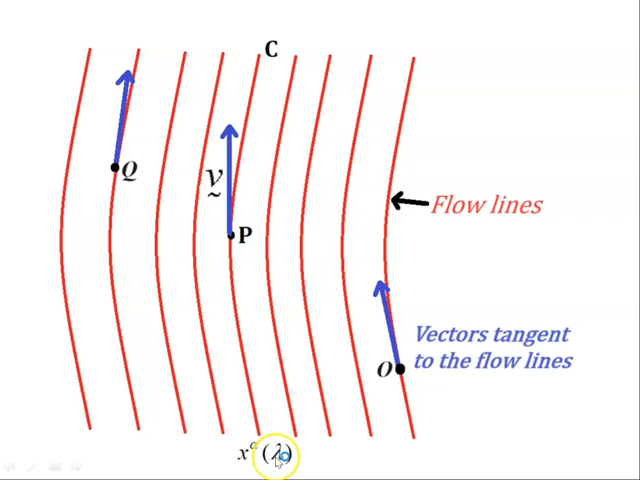 C
Q
V
P
Flow lines
Vectors tangent
to the flow lines
O
x^α (λ)